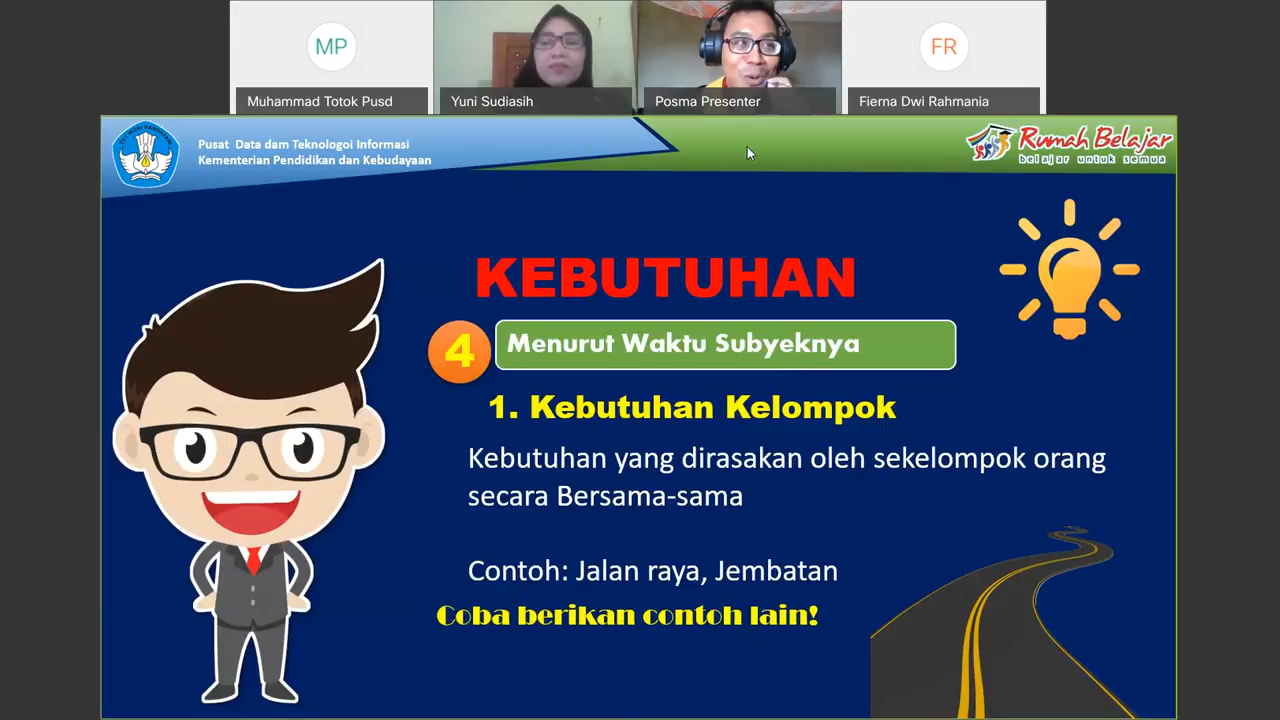 MP
FR
Muhammad Totok Pusd
Yuni Sudiasih
Posma Presenter
Fierna Dwi Rahmania
Pusat Data dam Teknologoi Informasi
Kementerian Pendidikan dan Kebudayaan
Rumah Belajar
belajar untuk semua
KEBUTUHAN
4
Menurut Waktu Subyeknya
1. Kebutuhan Kelompok
Kebutuhan yang dirasakan oleh sekelompok orang
secara Bersama-sama
Contoh: Jalan raya, Jembatan
Coba berikan contoh lain!